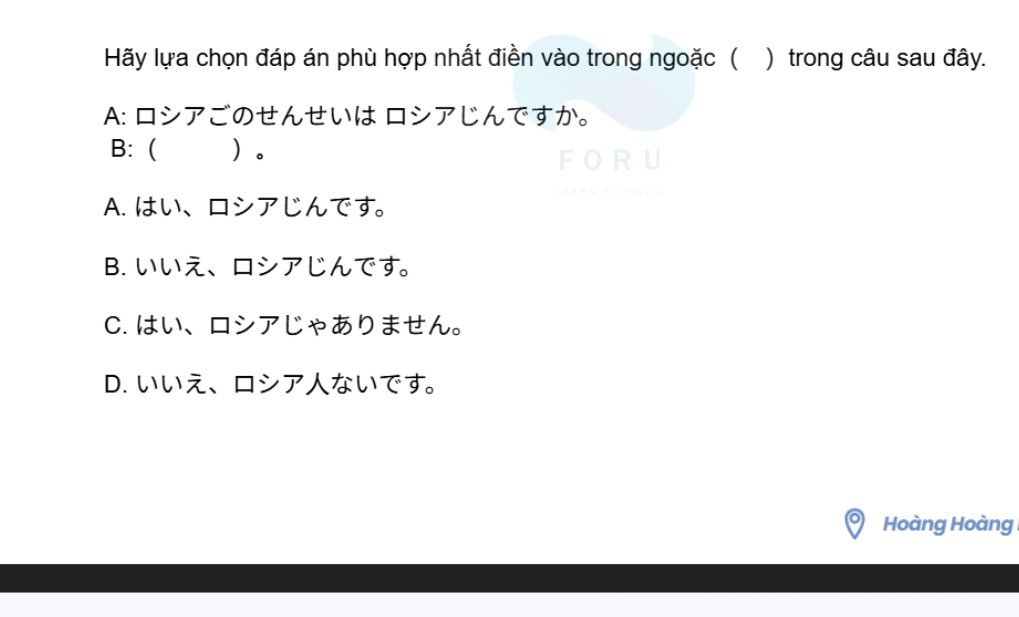 Hãy lựa chọn đáp án phù hợp nhất điền vào trong ngoặc（　）trong câu sau đây.
A: ロシアごのせんせいは ロシアじんですか。
B:（　　　）。
FORU
LEARN TO KNOW
A. はい、ロシアじんです。
B. いいえ、ロシアじんです。
C. はい、ロシアじゃありません。
D. いいえ、ロシア人ないです。
Hoàng Hoàng